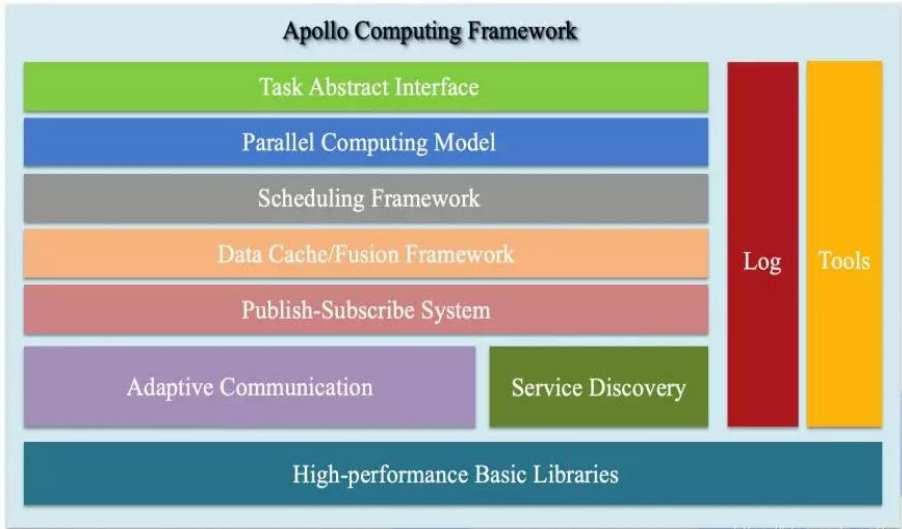 Apollo Computing Framework
Task Abstract Interface
Parallel Computing Model
Scheduling Framework
Data Cache/Fusion Framework
Publish-Subscribe System
Adaptive Communication
Service Discovery
Log
Tools
High-performance Basic Libraries